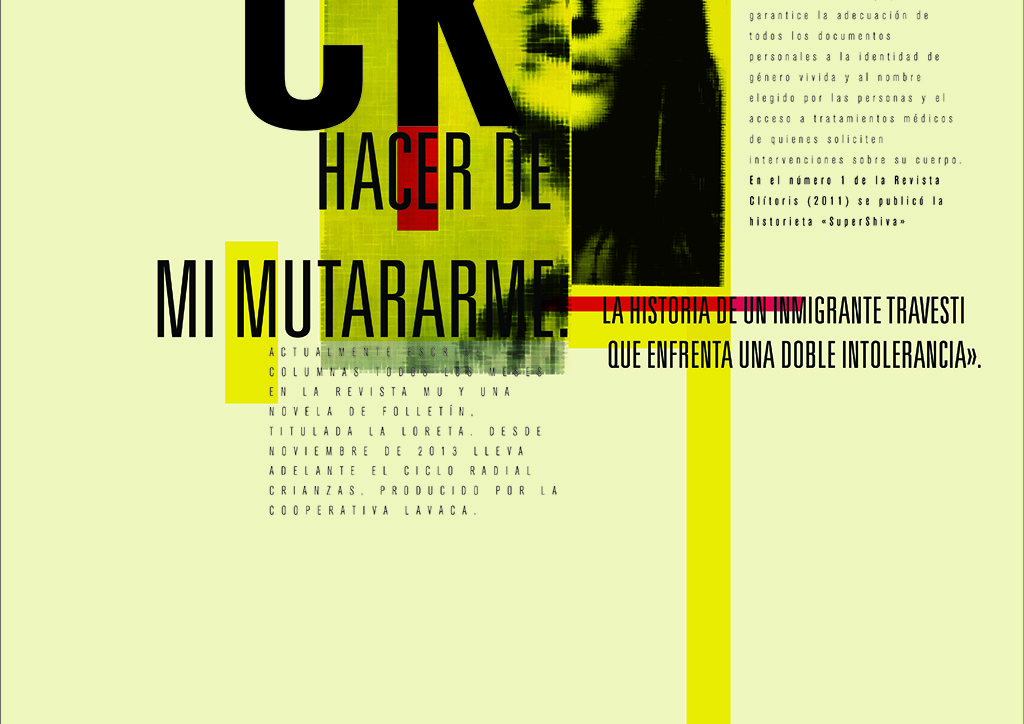 CK
HACER DE
MI MUTARARME.
ACTUALMENTE ESCRIBE
COLUMNAS TODOS LOS MESES
EN LA REVISTA MU Y UNA
NOVELA DE FOLLETÍN,
TITULADA LA LORETA. DESDE
NOVIEMBRE DE 2013 LLEVA
ADELANTE EL CICLO RADIAL
CRIANZAS, PRODUCIDO POR LA
COOPERATIVA LAVACA.
garantice la adecuación de
todos los documentos
personales a la identidad de
género vivida y al nombre
elegido por las personas y el
acceso a tratamientos médicos
de quienes soliciten
intervenciones sobre su cuerpo.
En el número 1 de la Revista
Clítoris (2011) se publicó la
historieta «SuperShiva»
LA HISTORIA DE UN INMIGRANTE TRAVESTI
QUE ENFRENTA UNA DOBLE INTOLERANCIA».